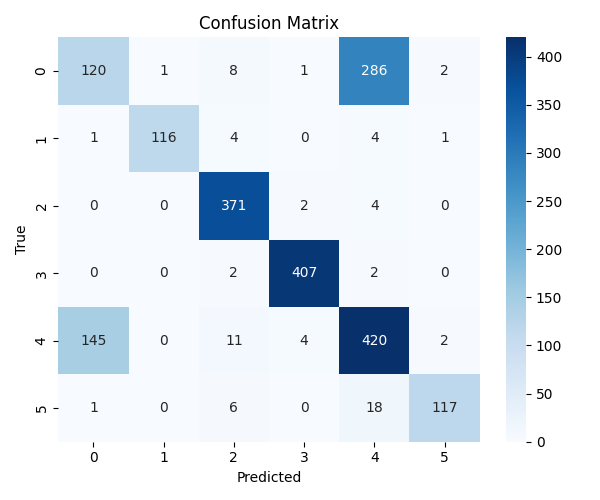 Confusion Matrix
0 120 1 8 1 286 2
1 1 116 4 0 4 1
2 0 0 371 2 4 0
3 0 0 2 407 2 0
4 145 0 11 4 420 2
5 1 0 6 0 18 117
0 1 2 3 4 5
True
Predicted
400
350
300
250
200
150
100
50
0